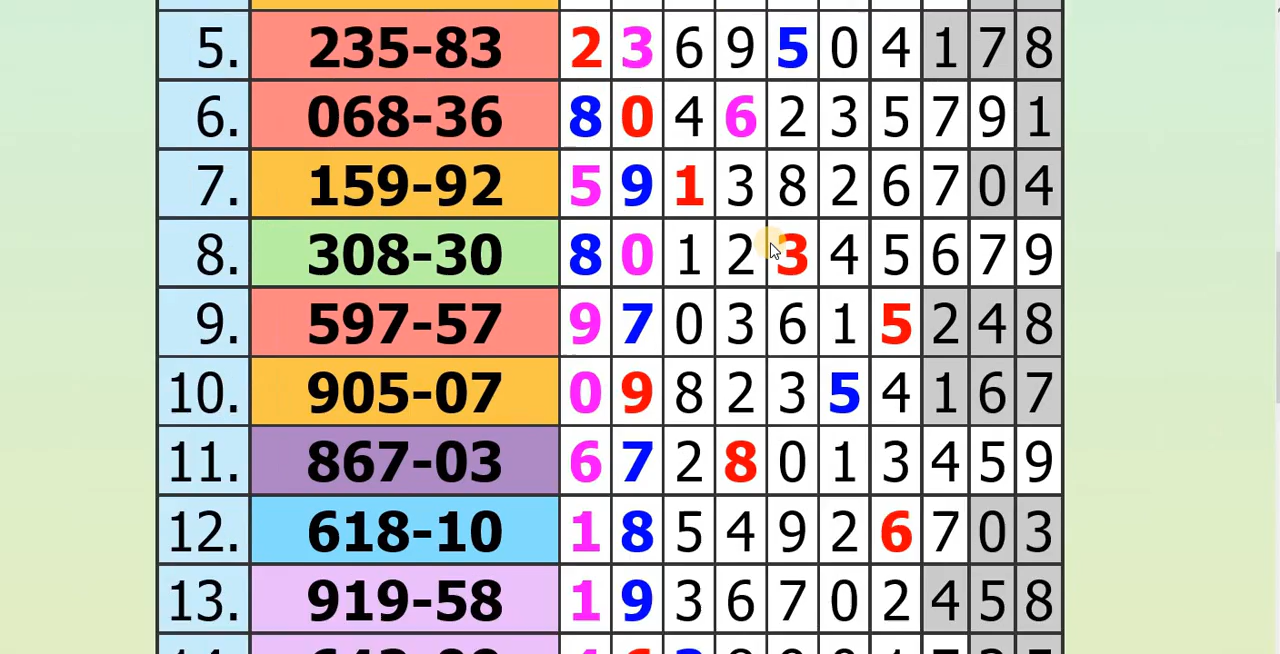 5. 235-83 2 3 6 9 5 0 4 1 7 8
6. 068-36 8 0 4 6 2 3 5 7 9 1
7. 159-92 5 9 1 3 8 2 6 7 0 4
8. 308-30 8 0 1 2 3 4 5 6 7 9
9. 597-57 9 7 0 3 6 1 5 2 4 8
10. 905-07 0 9 8 2 3 5 4 1 6 7
11. 867-03 6 7 2 8 0 1 3 4 5 9
12. 618-10 1 8 5 4 9 2 6 7 0 3
13. 919-58 1 9 3 6 7 0 2 4 5 8